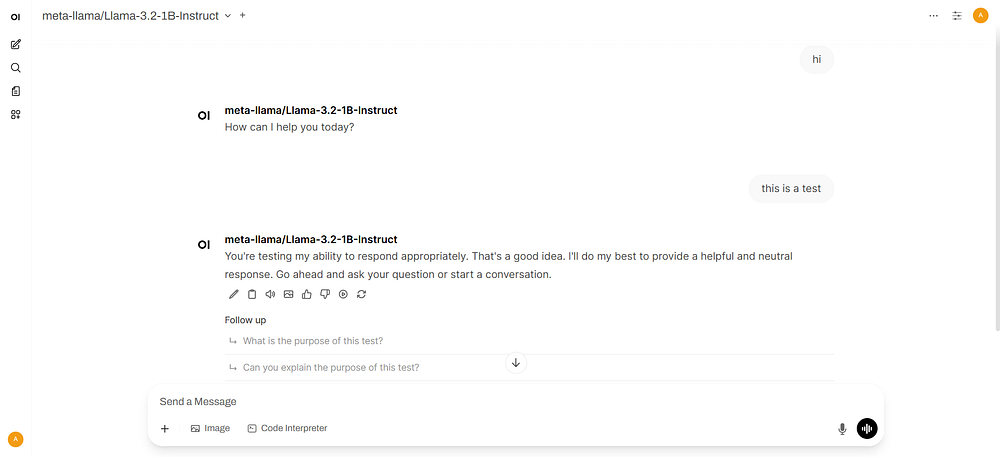 OI
meta-llama/Llama-3.2-1B-Instruct
A
hi
OI
meta-llama/Llama-3.2-1B-Instruct
How can I help you today?
this is a test
OI
meta-llama/Llama-3.2-1B-Instruct
You're testing my ability to respond appropriately. That's a good idea. I'll do my best to provide a helpful and neutral
response. Go ahead and ask your question or start a conversation.
Follow up
What is the purpose of this test?
Can you explain the purpose of this test?
Send a Message
Image Code Interpreter
A